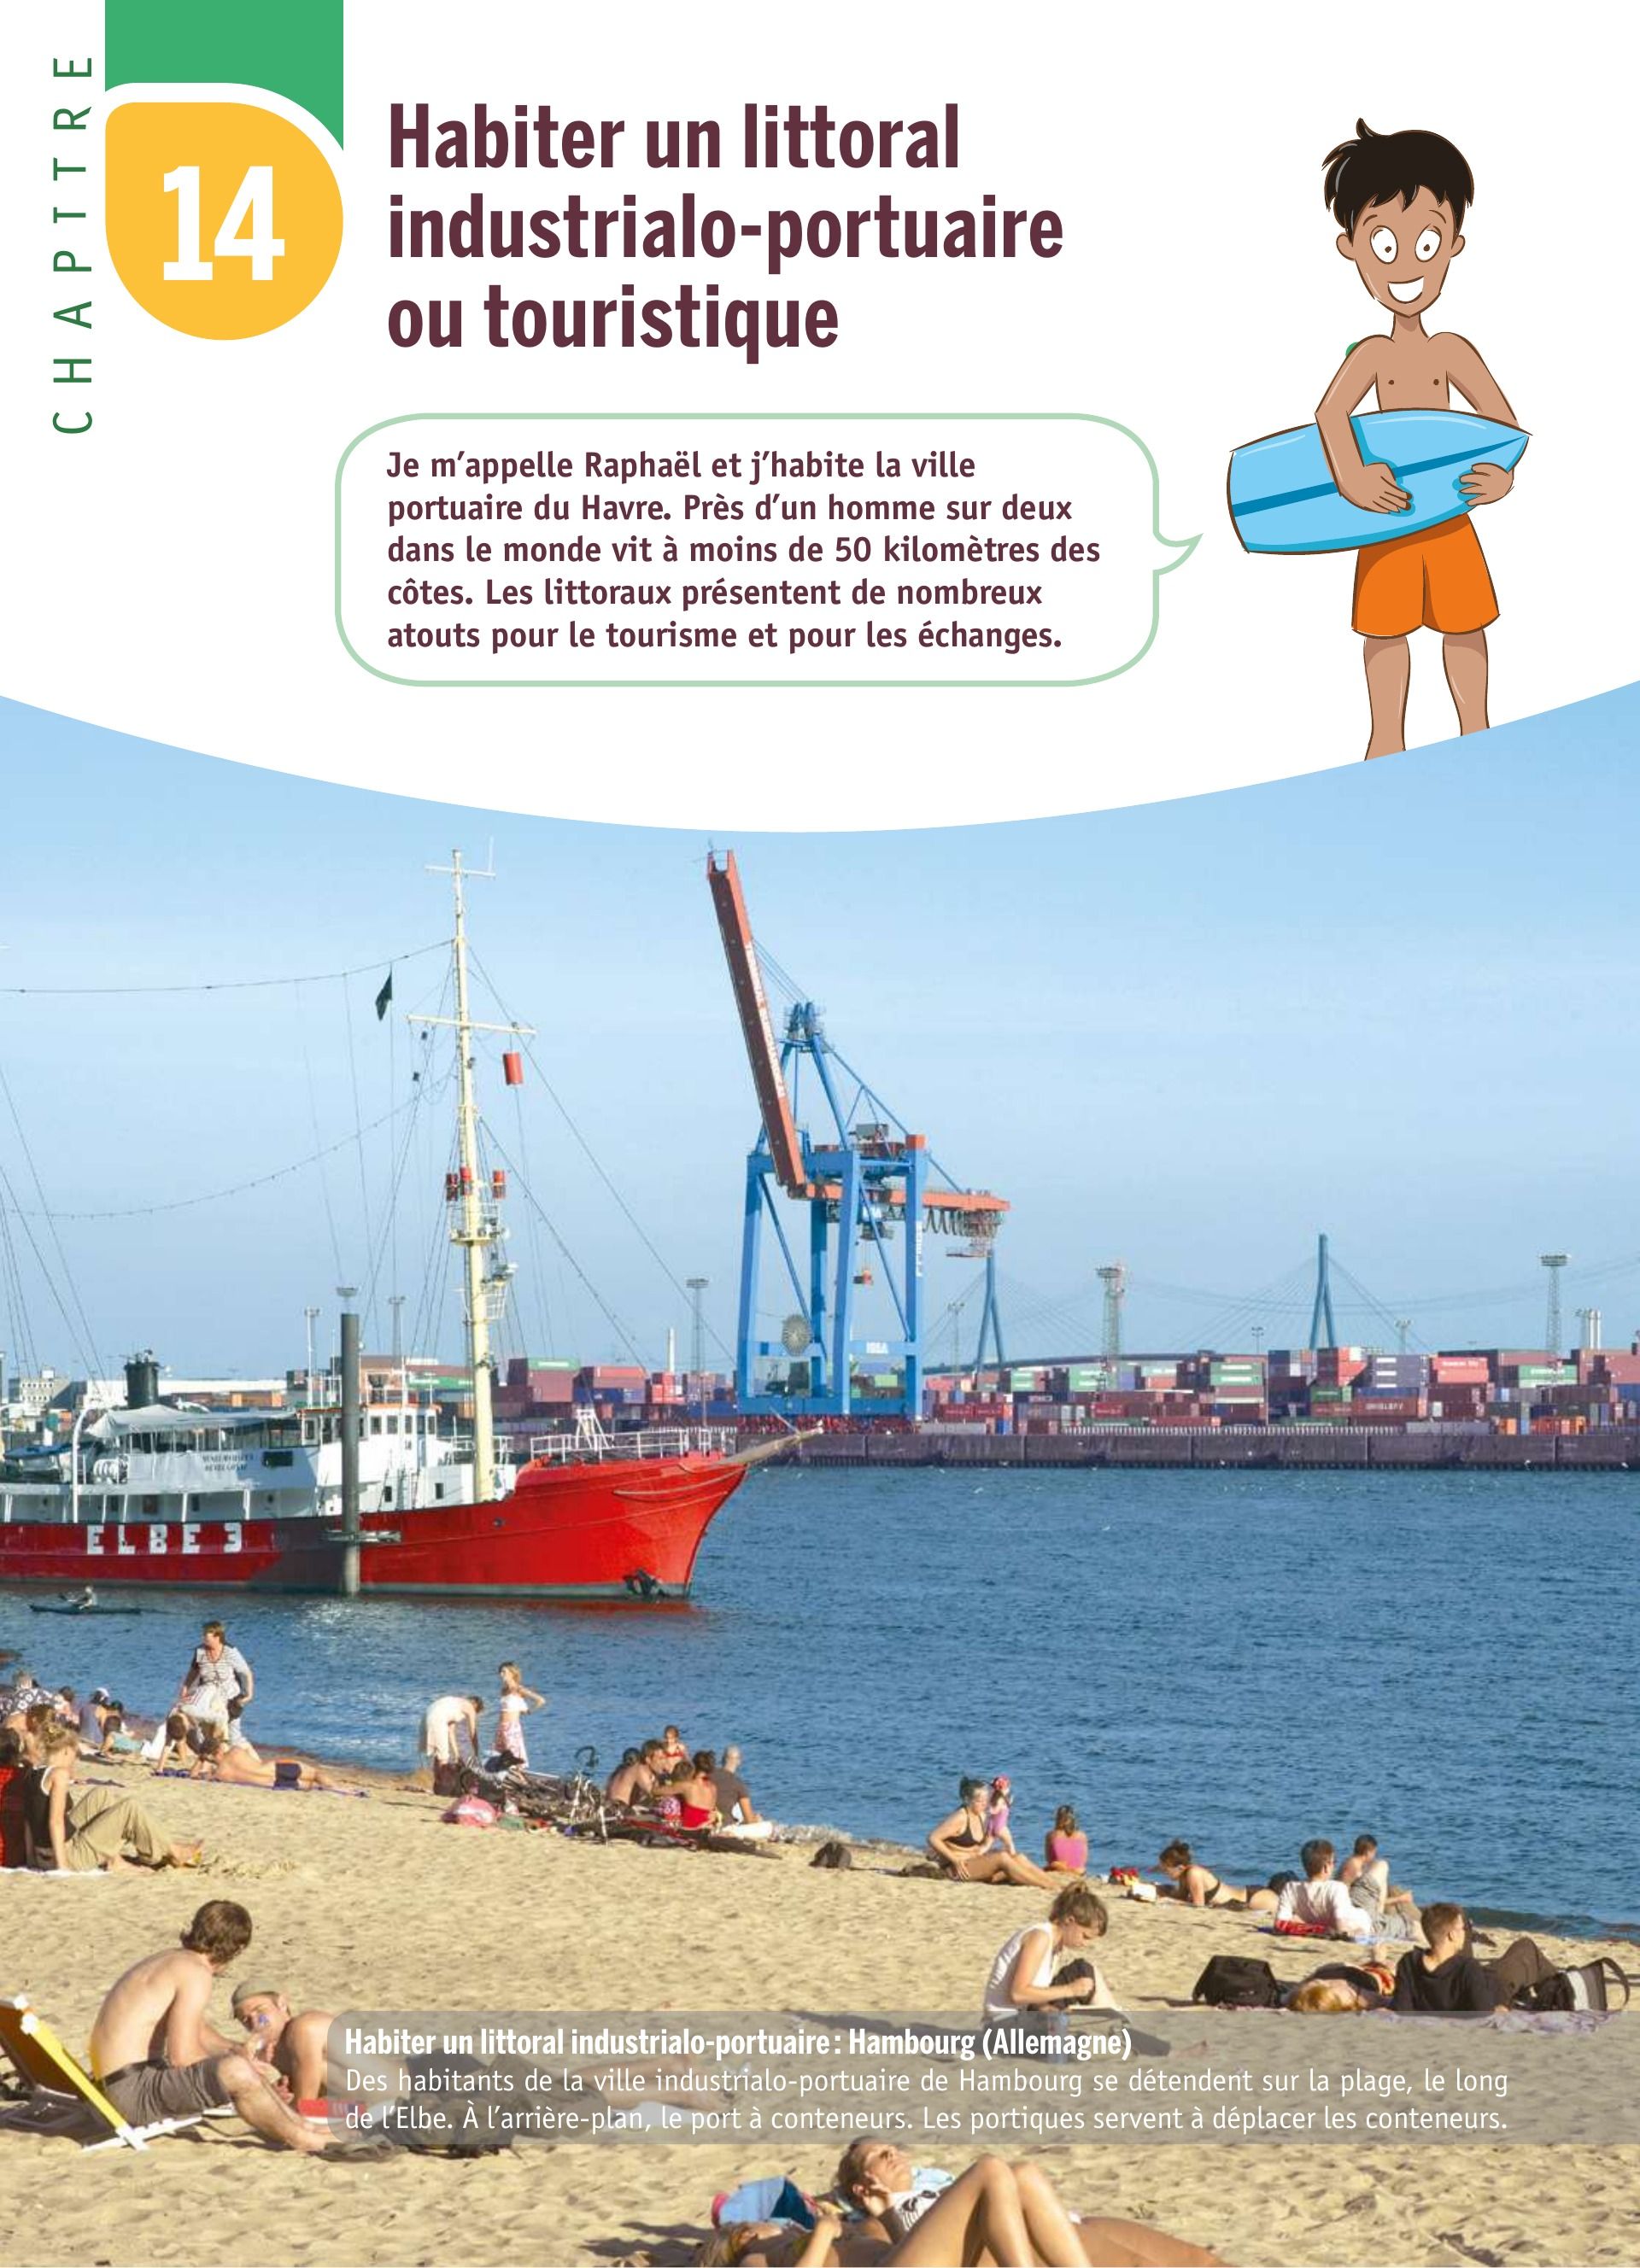 CHAPITRE
14
Habiter un littoral
industrialo-portuaire
ou touristique
Je m’appelle Raphaël et j’habite la ville
portuaire du Havre. Près d’un homme sur deux
dans le monde vit à moins de 50 kilomètres des
côtes. Les littoraux présentent de nombreux
atouts pour le tourisme et pour les échanges.
ELBE 3
Habiter un littoral industrialo-portuaire : Hambourg (Allemagne)
Des habitants de la ville industrialo-portuaire de Hambourg se détendent sur la plage, le long
de l’Elbe. À l’arrière-plan, le port à conteneurs. Les portiques servent à déplacer les conteneurs.